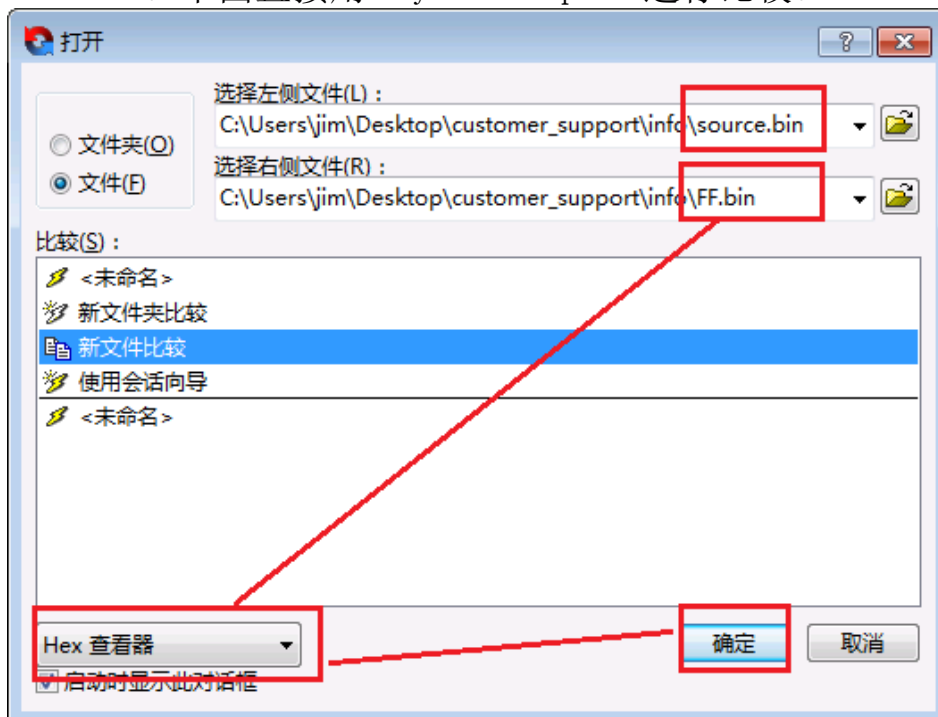 打开
选择左侧文件(L)：
C:\Users\jim\Desktop\customer_support\info\source.bin
文件夹(O)
选择右侧文件(R)：
文件(F)
C:\Users\jim\Desktop\customer_support\info\FF.bin
比较(S)：
<未命名>
新文件夹比较
新文件比较
使用会话向导
<未命名>
Hex 查看器
确定
取消
启动时显示此对话框